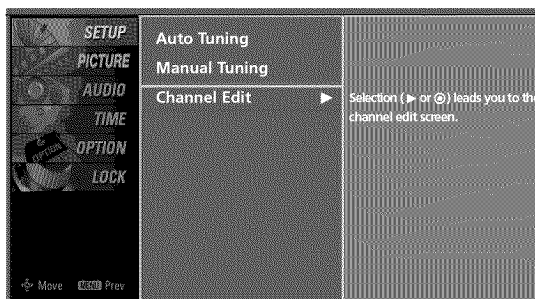 SETUP
PICTURE
AUDIO
TIME
OPTION
LOCK
Move MENU Prev
Auto Tuning
Manual Tuning
Channel Edit ▶
Selection (▶ or ◉) leads you to the
channel edit screen.